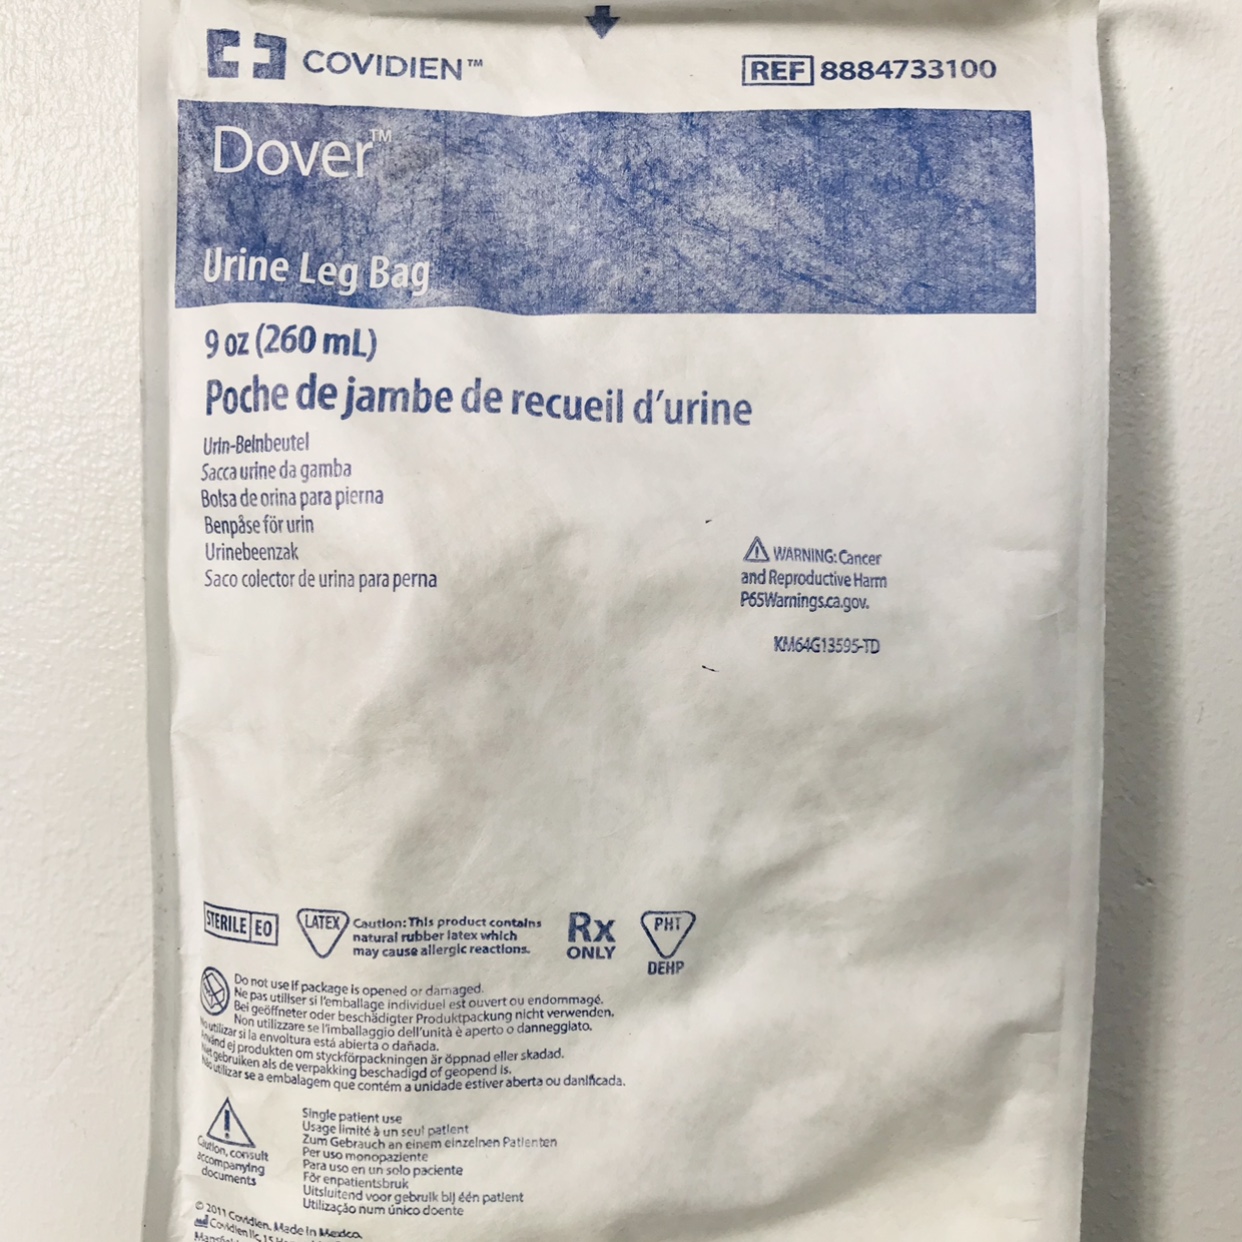 COVIDIEN™
REF 8884733100
Dover™
Urine Leg Bag
9 oz (260 mL)
Poche de jambe de recueil d'urine
Urin-Beinbeutel
Sacca urine da gamba
Bolsa de orina para pierna
Benpåse för urin
Urinebeenzak
Saco colector de urina para perna
WARNING: Cancer
and Reproductive Harm
P65Warnings.ca.gov.
KM64G13595-TD
STERILE EO
LATEX
Caution: This product contains
natural rubber latex which
may cause allergic reactions.
Rx
ONLY
PHT
DEHP
Do not use if package is opened or damaged.
Ne pas utiliser si l'emballage individuel est ouvert ou endommagé.
Bei geöffneter oder beschädigter Produktpackung nicht verwenden.
Non utilizzare se l'imballaggio dell'unità è aperto o danneggiato.
No utilizar si la envoltura está abierta o dañada.
Använd ej produkten om styckförpackningen är öppnad eller skadad.
gebruiken als de verpakking beschadigd of geopend is.
Não utilizar se a embalagem que contém a unidade estiver aberta ou danificada.
Caution, consult
accompanying
documents
Single patient use
Usage limité à un seul patient
Zum Gebrauch an einem einzelnen Patienten
Per uso monopaziente
Para uso en un solo paciente
För enpatientsbruk
Uitsluitend voor gebruik bij één patient
Utilização num único doente
© 2011 Covidien. Made in Mexico.
Covidien llc, 15